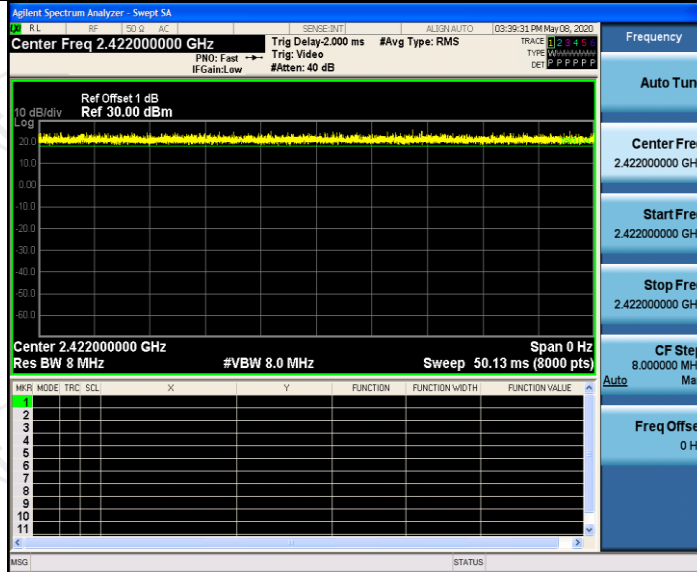 Agilent Spectrum Analyzer - Swept SA
RL RF 50 Ω AC SENSE:INT ALIGN AUTO 03:39:31 PM May 08, 2020
Center Freq 2.422000000 GHz
PNO: Fast
IFGain:Low
Trig Delay-2.000 ms
Trig: Video
#Atten: 40 dB
#Avg Type: RMS
TRACE 1 2 3 4 5 6
TYPE W
DET P P P P P P
Ref Offset 1 dB
10 dB/div Ref 30.00 dBm
Log
20.0
10.0
0.00
-10.0
-20.0
-30.0
-40.0
-50.0
-60.0
Center 2.422000000 GHz Span 0 Hz
Res BW 8 MHz #VBW 8.0 MHz Sweep 50.13 ms (8000 pts)
MKR MODE TRC SCL X Y FUNCTION FUNCTION WIDTH FUNCTION VALUE
1
2
3
4
5
6
7
8
9
10
11
MSG STATUS
Frequency
Auto Tun
Center Fre
2.422000000 GH
Start Fre
2.422000000 GH
Stop Fre
2.422000000 GH
CF Ste
8.000000 MH
Auto Ma
Freq Offse
0 H